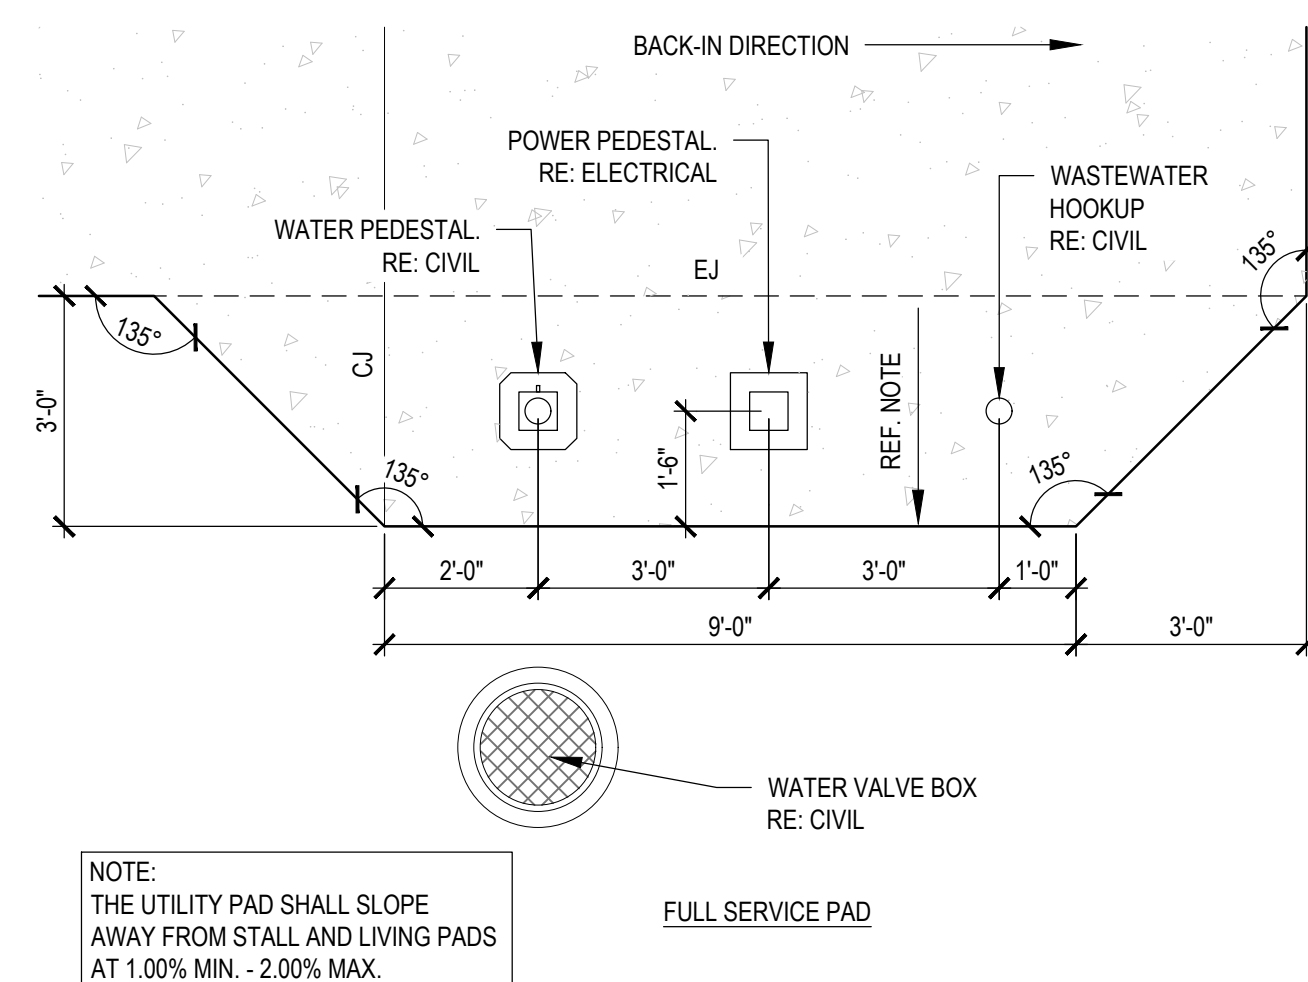 BACK-IN DIRECTION
POWER PEDESTAL.
RE: ELECTRICAL
WASTEWATER
HOOKUP
RE: CIVIL
WATER PEDESTAL.
RE: CIVIL
EJ
135°
135°
CJ
3'-0"
REF. NOTE
1'-6"
135°
135°
2'-0"
3'-0"
3'-0"
1'-0"
9'-0"
3'-0"
WATER VALVE BOX
RE: CIVIL
NOTE:
THE UTILITY PAD SHALL SLOPE
AWAY FROM STALL AND LIVING PADS
AT 1.00% MIN. - 2.00% MAX.
FULL SERVICE PAD